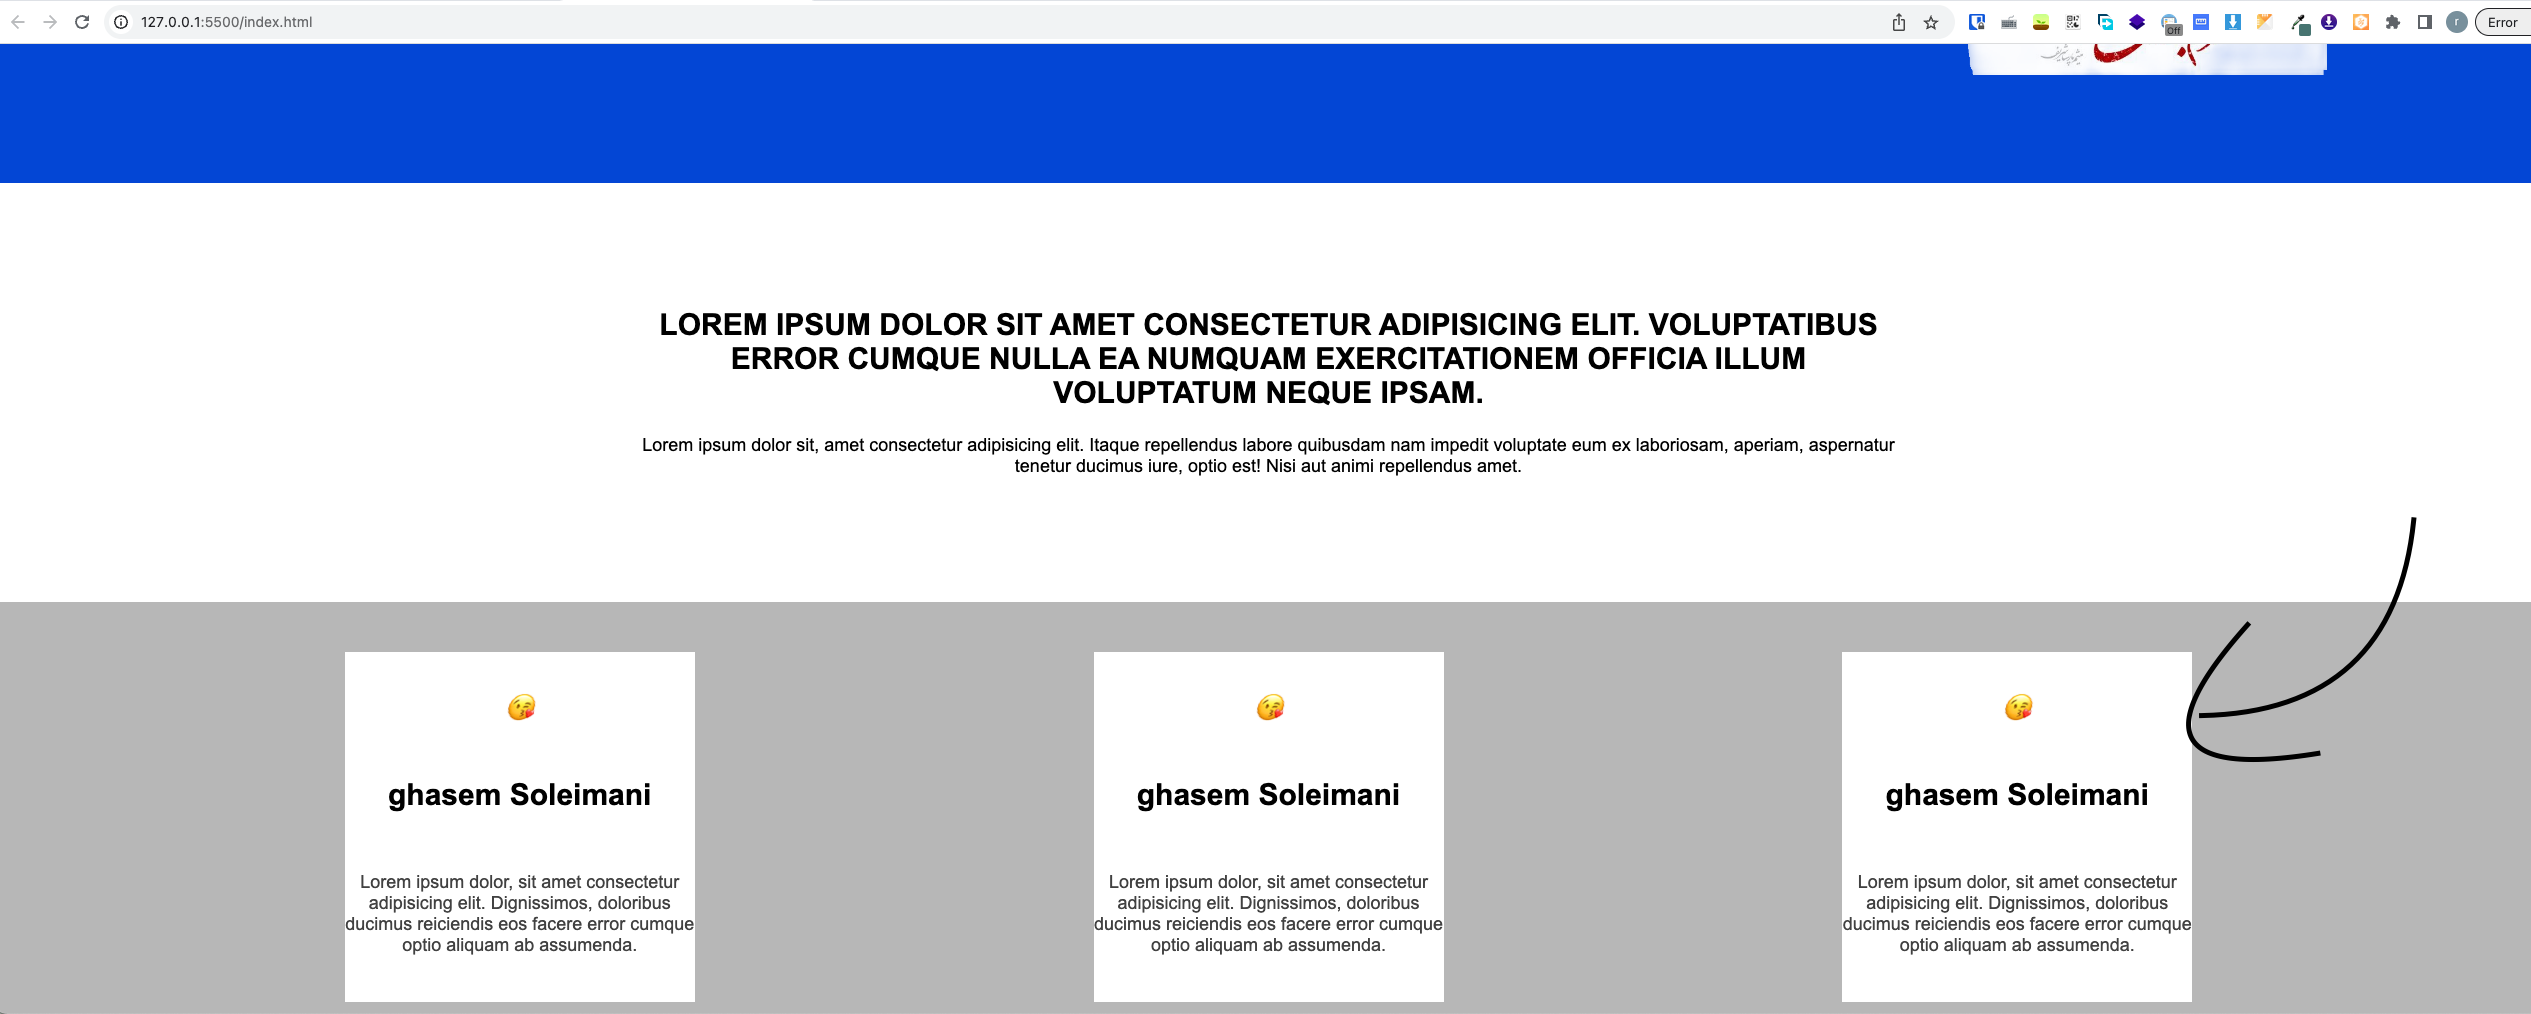 127.0.0.1:5500/index.html
Off
r
Error
LOREM IPSUM DOLOR SIT AMET CONSECTETUR ADIPISICING ELIT. VOLUPTATIBUS
ERROR CUMQUE NULLA EA NUMQUAM EXERCITATIONEM OFFICIA ILLUM
VOLUPTATUM NEQUE IPSAM.
Lorem ipsum dolor sit, amet consectetur adipisicing elit. Itaque repellendus labore quibusdam nam impedit voluptate eum ex laboriosam, aperiam, aspernatur
tenetur ducimus iure, optio est! Nisi aut animi repellendus amet.
ghasem Soleimani
Lorem ipsum dolor, sit amet consectetur
adipisicing elit. Dignissimos, doloribus
ducimus reiciendis eos facere error cumque
optio aliquam ab assumenda.
ghasem Soleimani
Lorem ipsum dolor, sit amet consectetur
adipisicing elit. Dignissimos, doloribus
ducimus reiciendis eos facere error cumque
optio aliquam ab assumenda.
ghasem Soleimani
Lorem ipsum dolor, sit amet consectetur
adipisicing elit. Dignissimos, doloribus
ducimus reiciendis eos facere error cumque
optio aliquam ab assumenda.